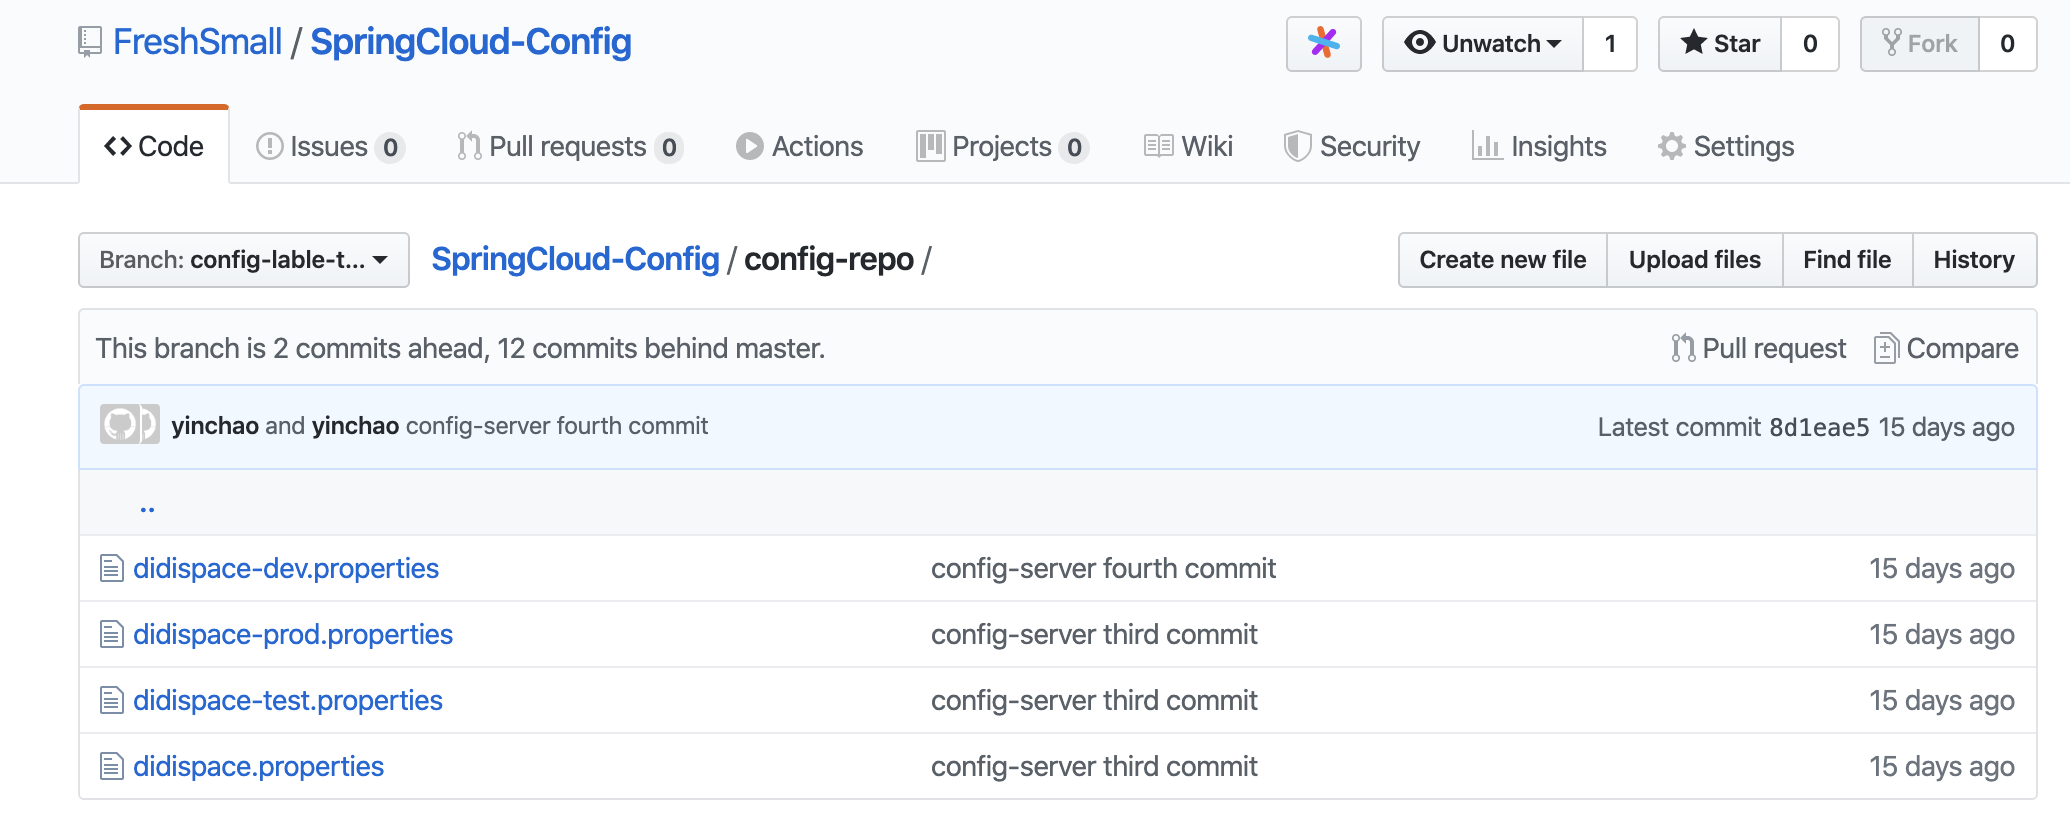 FreshSmall / SpringCloud-Config
Unwatch 1 Star 0 Fork 0
Code Issues 0 Pull requests 0 Actions Projects 0 Wiki Security Insights Settings
Branch: config-lable-t... SpringCloud-Config / config-repo / Create new file Upload files Find file History
This branch is 2 commits ahead, 12 commits behind master. Pull request Compare
yinchao and yinchao config-server fourth commit Latest commit 8d1eae5 15 days ago
..
didispace-dev.properties config-server fourth commit 15 days ago
didispace-prod.properties config-server third commit 15 days ago
didispace-test.properties config-server third commit 15 days ago
didispace.properties config-server third commit 15 days ago